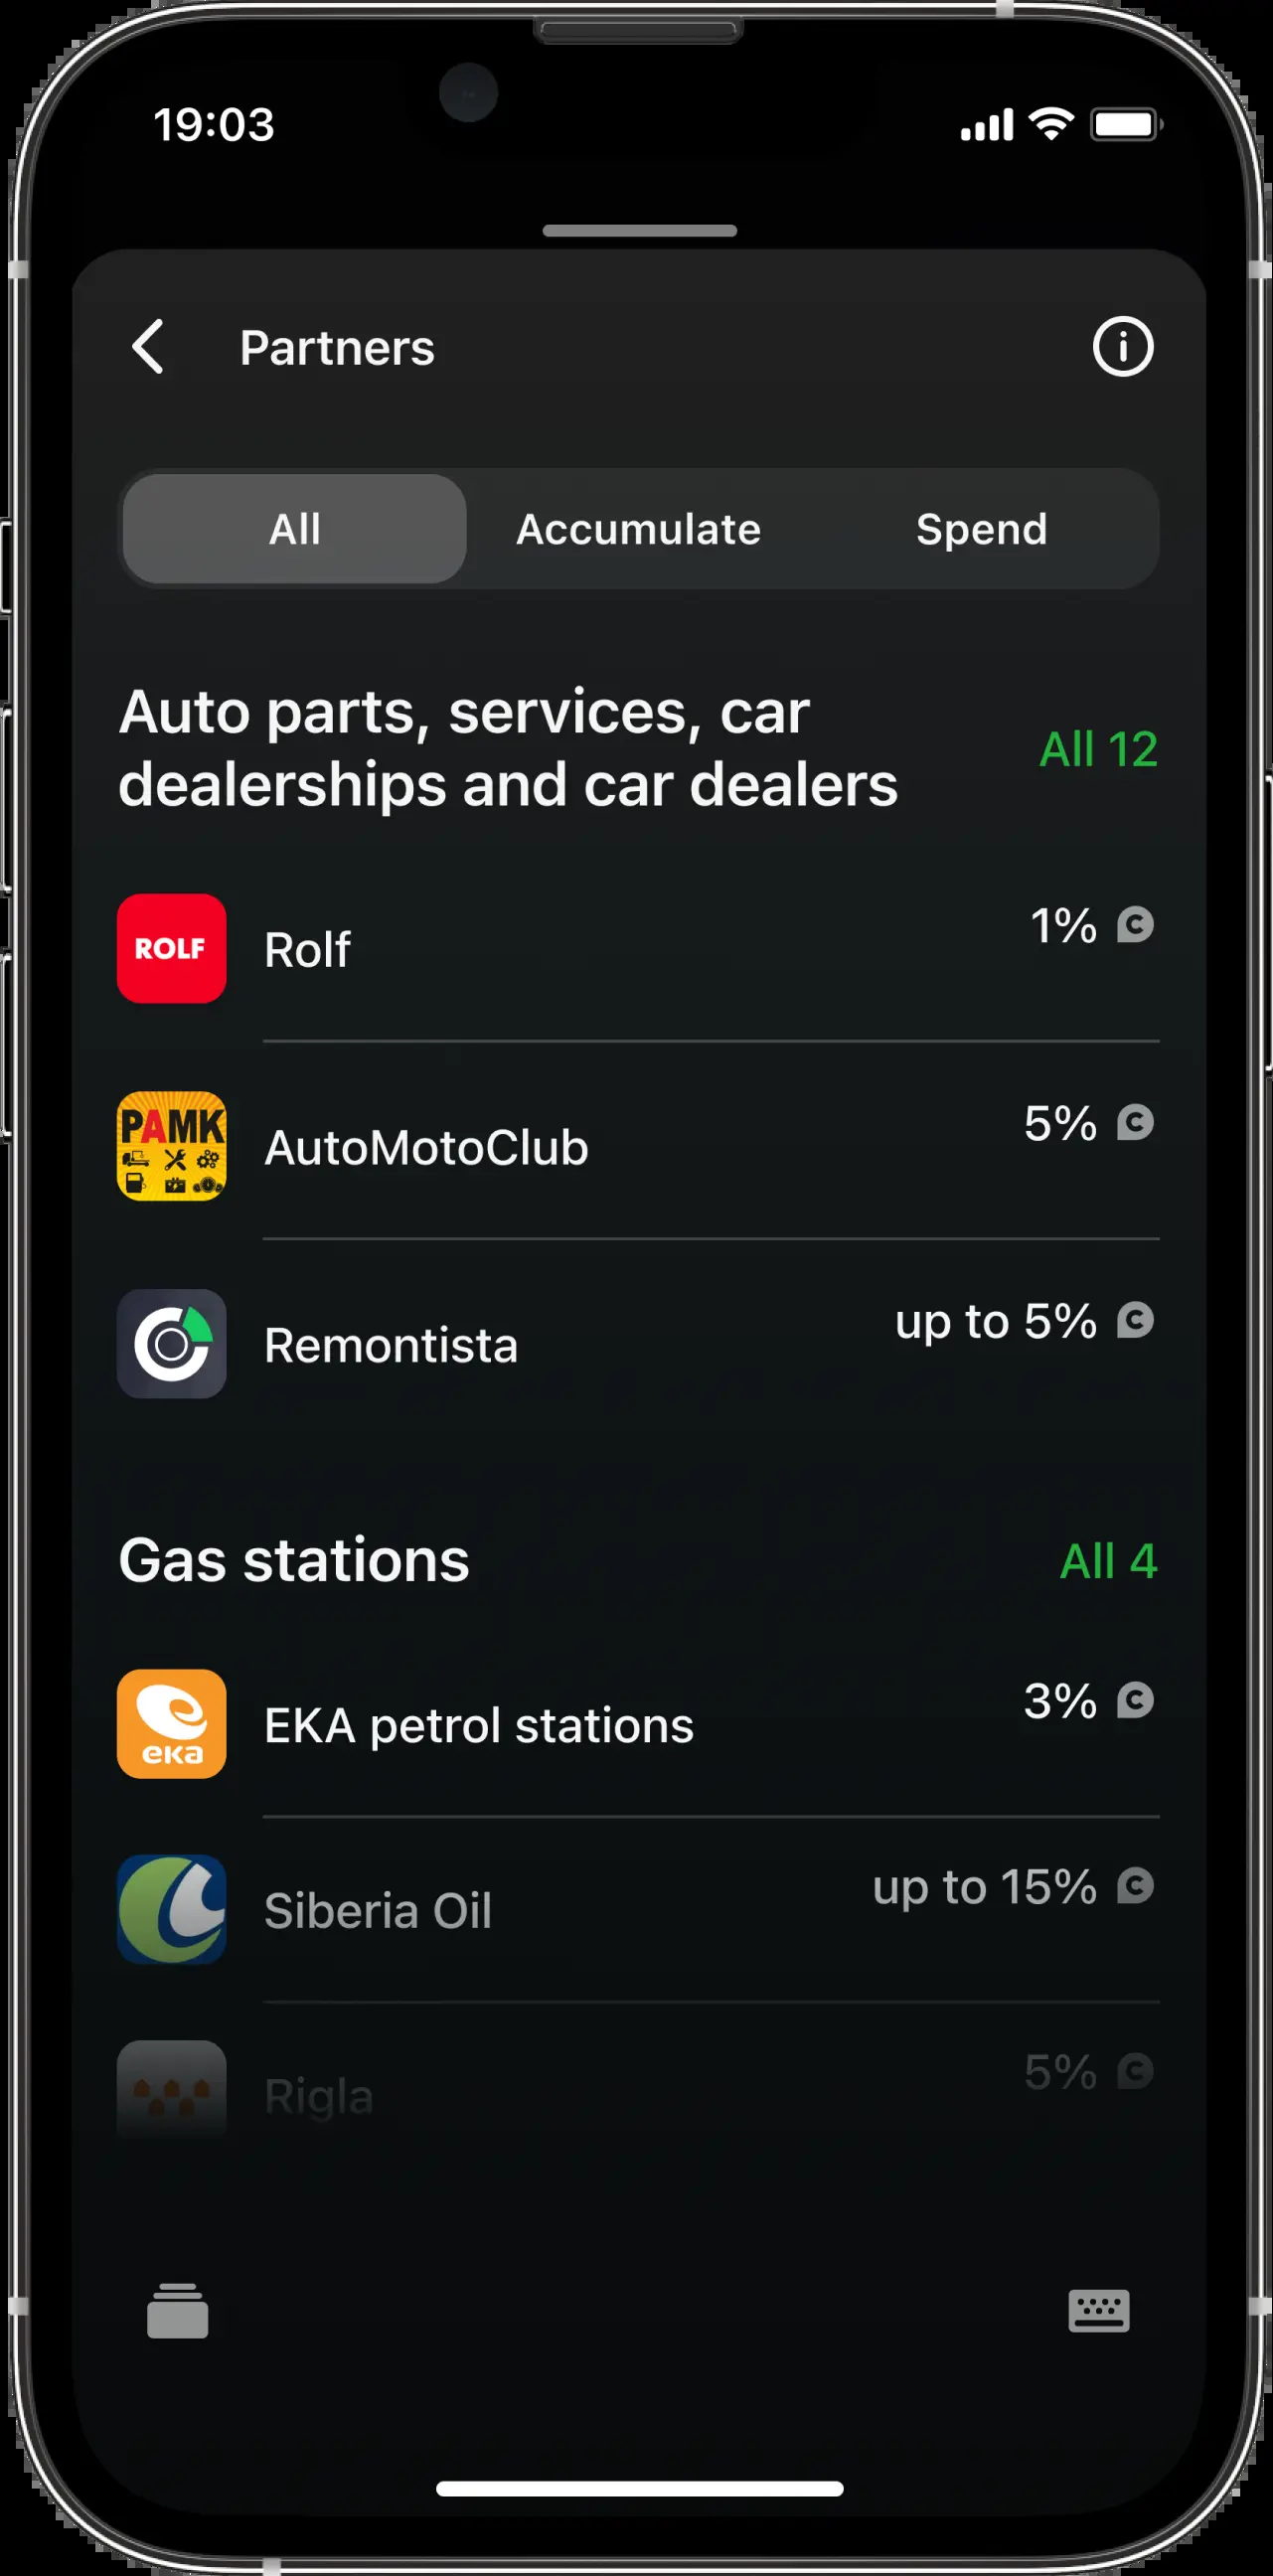 19:03
Partners
All
Accumulate
Spend
Auto parts, services, car
dealerships and car dealers
All 12
ROLF
Rolf
1%
PAMK
AutoMotoClub
5%
Remontista
up to 5%
Gas stations
All 4
eka
EKA petrol stations
3%
Siberia Oil
up to 15%
Rigla
5%